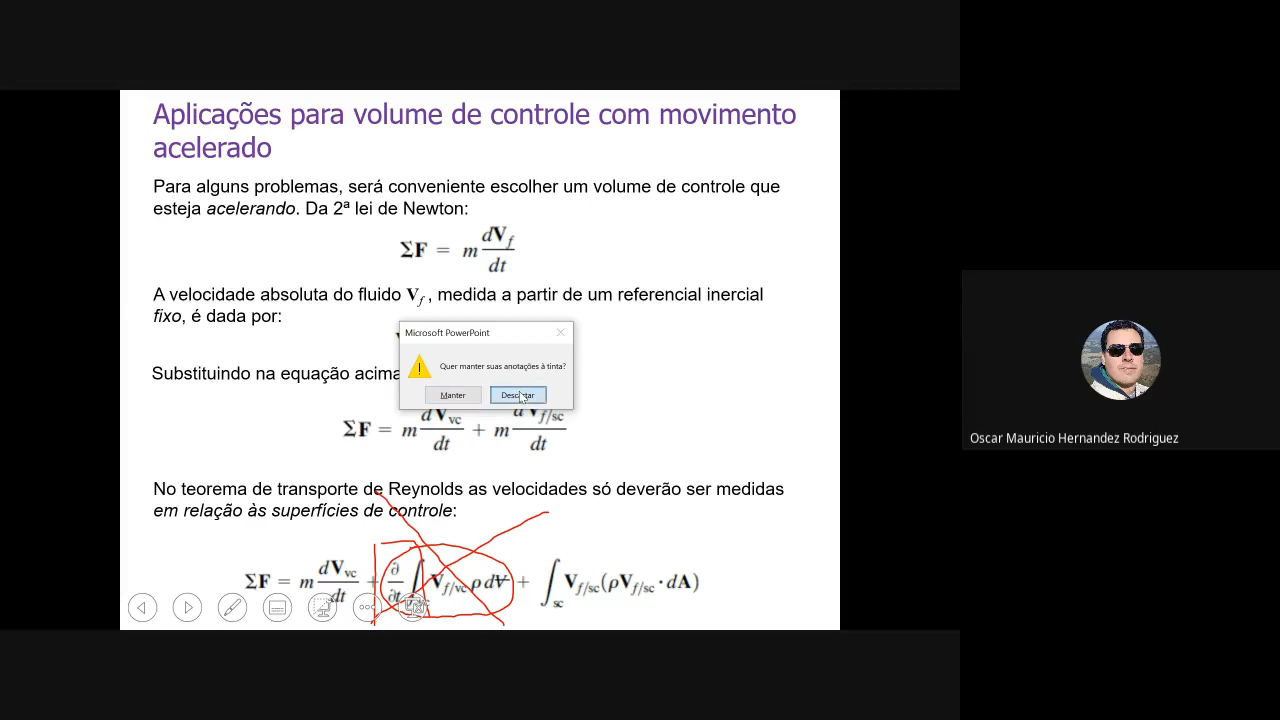 Aplicações para volume de controle com movimento
acelerado
Para alguns problemas, será conveniente escolher um volume de controle que
esteja acelerando. Da 2ª lei de Newton:
ΣF = m dV_f/dt
A velocidade absoluta do fluido V_f, medida a partir de um referencial inercial
fixo, é dada por:
Microsoft PowerPoint
Quer manter suas anotações à tinta?
Manter
Descartar
Substituindo na equação acima
ΣF = m dV_vc/dt + m dV_f/sc/dt
No teorema de transporte de Reynolds as velocidades só deverão ser medidas
em relação às superfícies de controle:
ΣF = m dV_vc/dt + ∂/∂t ∫ V_f/vc ρ dV + ∫_sc V_f/sc(ρV_f/sc · dA)
Oscar Mauricio Hernandez Rodriguez